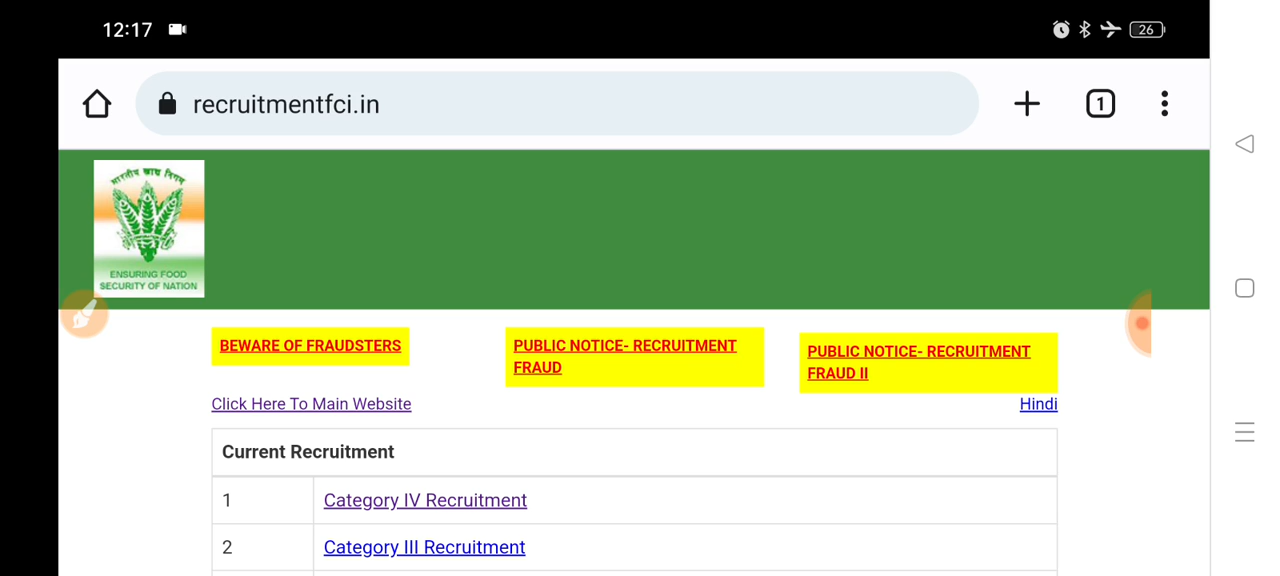 12:17
26
recruitmentfci.in
1
भारतीय खाद्य निगम
ENSURING FOOD
SECURITY OF NATION
BEWARE OF FRAUDSTERS
PUBLIC NOTICE- RECRUITMENT
FRAUD
PUBLIC NOTICE- RECRUITMENT
FRAUD II
Click Here To Main Website
Hindi
Current Recruitment
1 Category IV Recruitment
2 Category III Recruitment